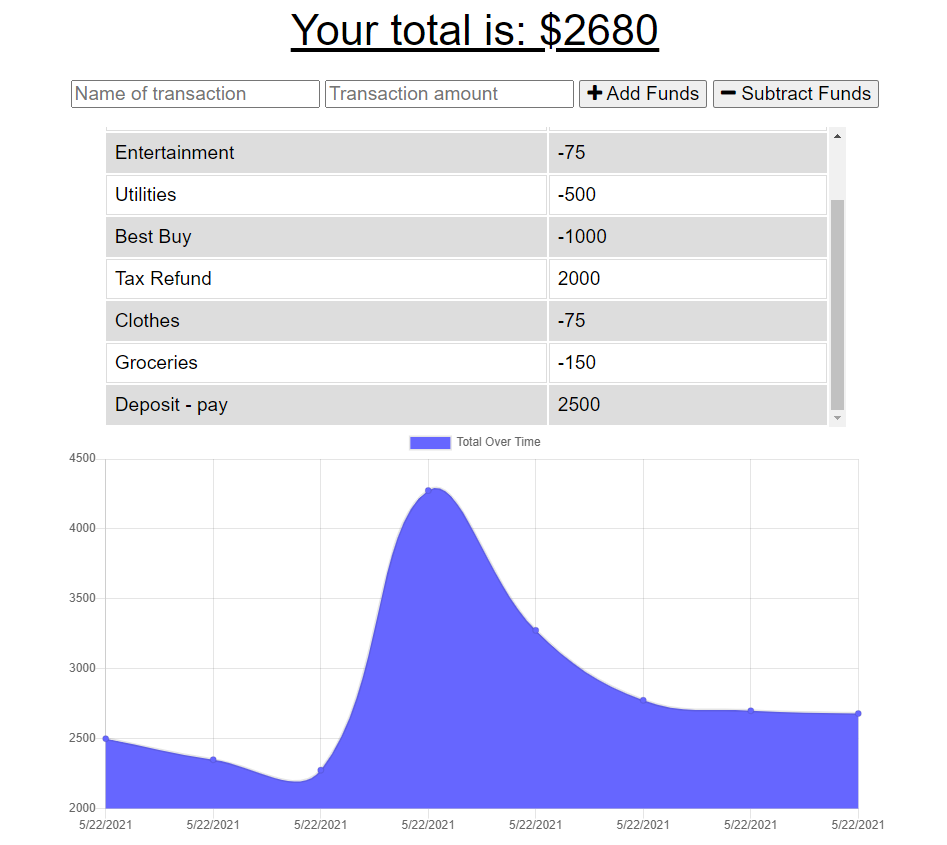 Your total is: $2680
Name of transaction Transaction amount Add Funds Subtract Funds
Entertainment -75
Utilities -500
Best Buy -1000
Tax Refund 2000
Clothes -75
Groceries -150
Deposit - pay 2500
Total Over Time
4500
4000
3500
3000
2500
2000
5/22/2021 5/22/2021 5/22/2021 5/22/2021 5/22/2021 5/22/2021 5/22/2021 5/22/2021